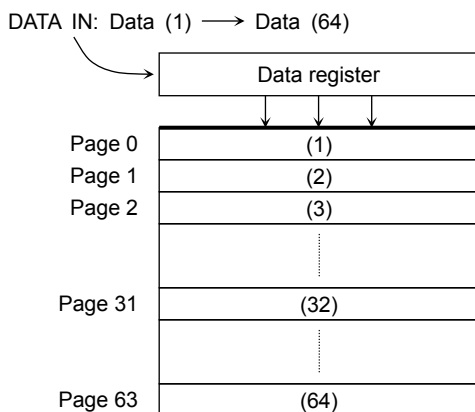 DATA IN: Data (1) ⟶ Data (64)
Data register
Page 0 (1)
Page 1 (2)
Page 2 (3)
Page 31 (32)
Page 63 (64)